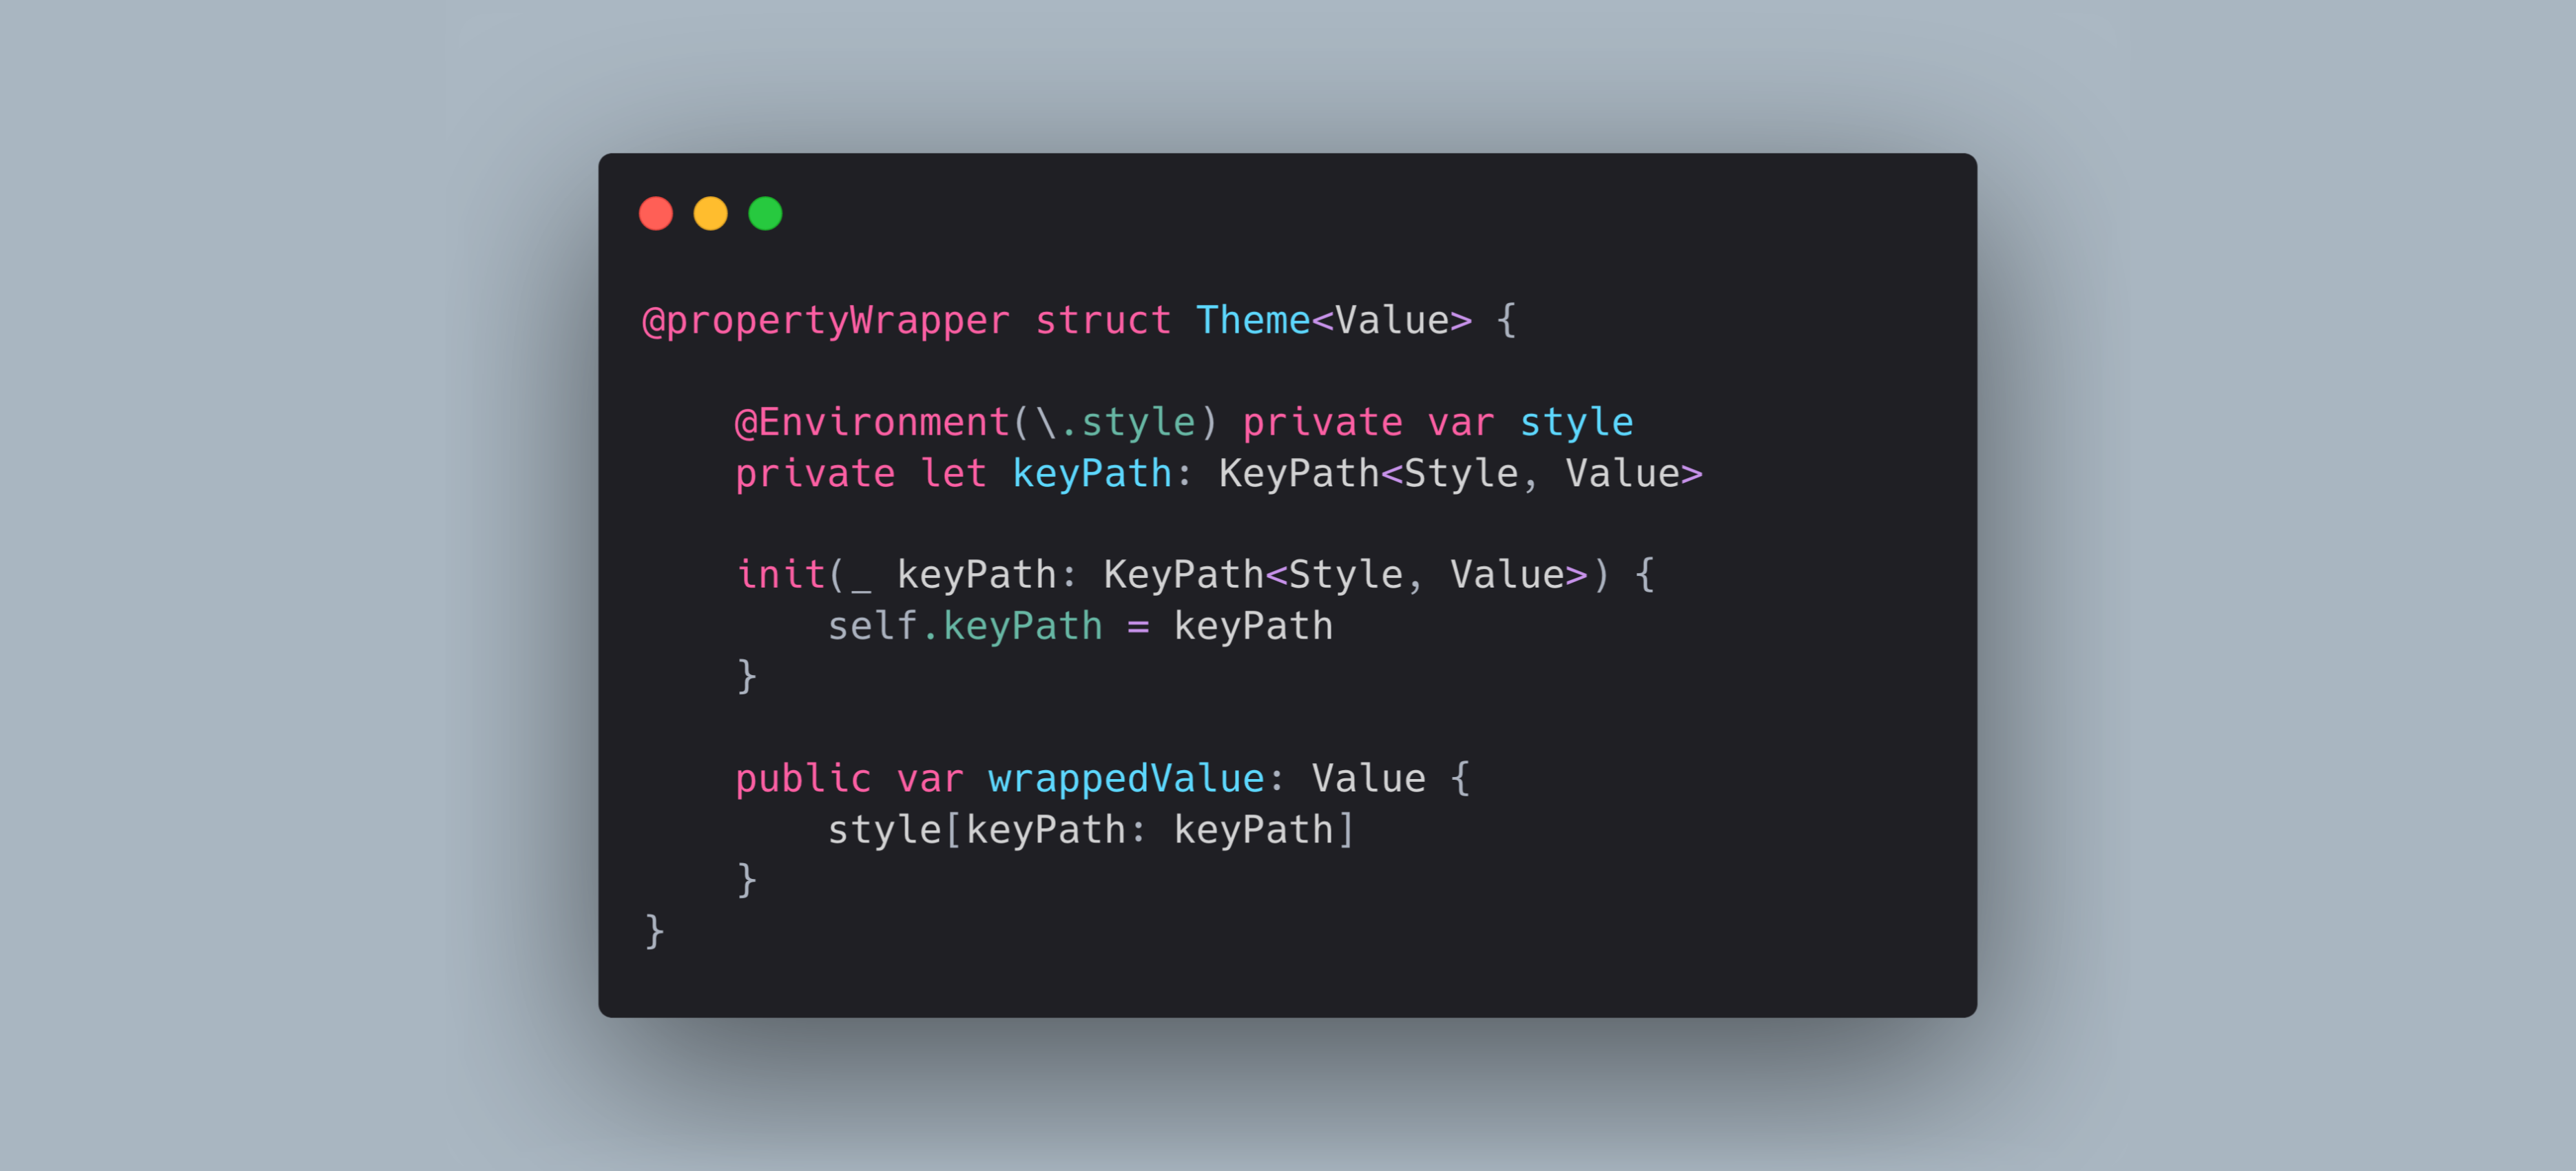 @propertyWrapper struct Theme<Value> {
@Environment(\.style) private var style
private let keyPath: KeyPath<Style, Value>
init(_ keyPath: KeyPath<Style, Value>) {
self.keyPath = keyPath
}
public var wrappedValue: Value {
style[keyPath: keyPath]
}
}